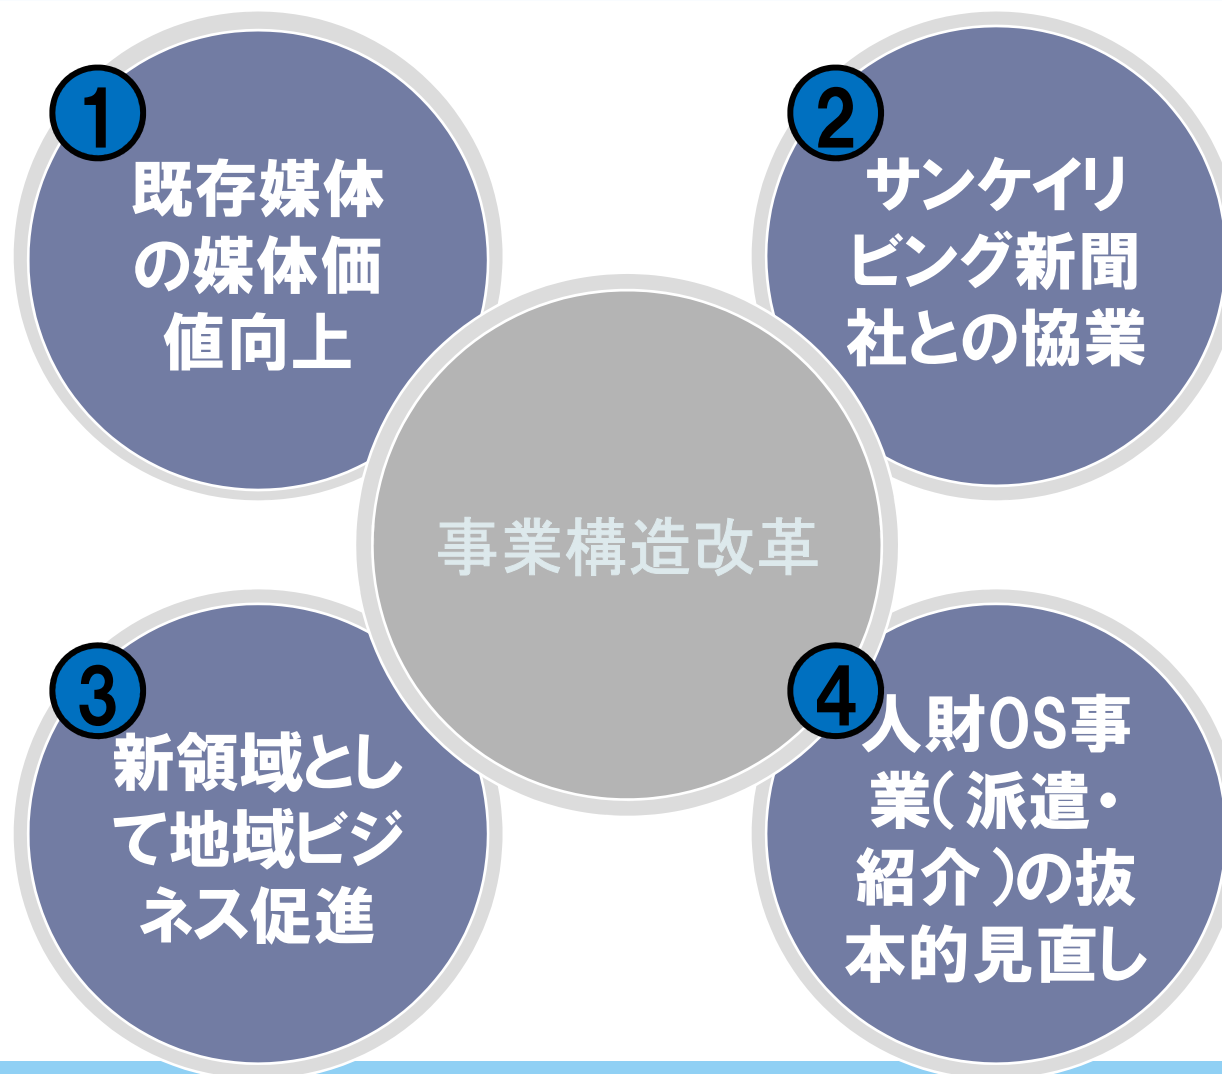 1
既存媒体
の媒体価
値向上
2
サンケイリ
ビング新聞
社との協業
事業構造改革
3
新領域とし
て地域ビジ
ネス促進
4
人財OS事
業(派遣・
紹介)の抜
本的見直し